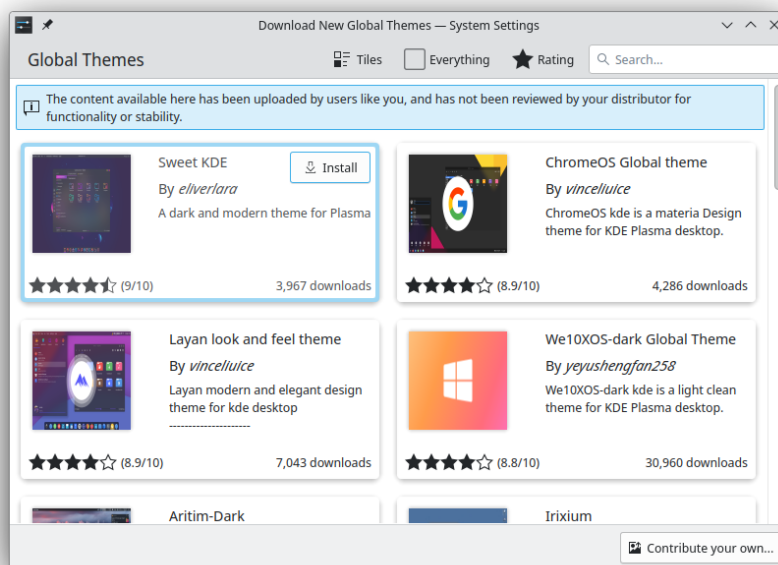 Download New Global Themes — System Settings
Global Themes
Tiles
Everything
Rating
Search...
The content available here has been uploaded by users like you, and has not been reviewed by your distributor for
functionality or stability.
Sweet KDE
Install
By eliverlara
A dark and modern theme for Plasma
(9/10)
3,967 downloads
ChromeOS Global theme
By vinceliuice
ChromeOS kde is a materia Design
theme for KDE Plasma desktop.
(8.9/10)
4,286 downloads
Layan look and feel theme
By vinceliuice
Layan modern and elegant design
theme for kde desktop
--------------------
(8.9/10)
7,043 downloads
We10XOS-dark Global Theme
By yeyushengfan258
We10XOS-dark kde is a light clean
theme for KDE Plasma desktop.
(8.8/10)
30,960 downloads
Aritim-Dark
Irixium
Contribute your own...